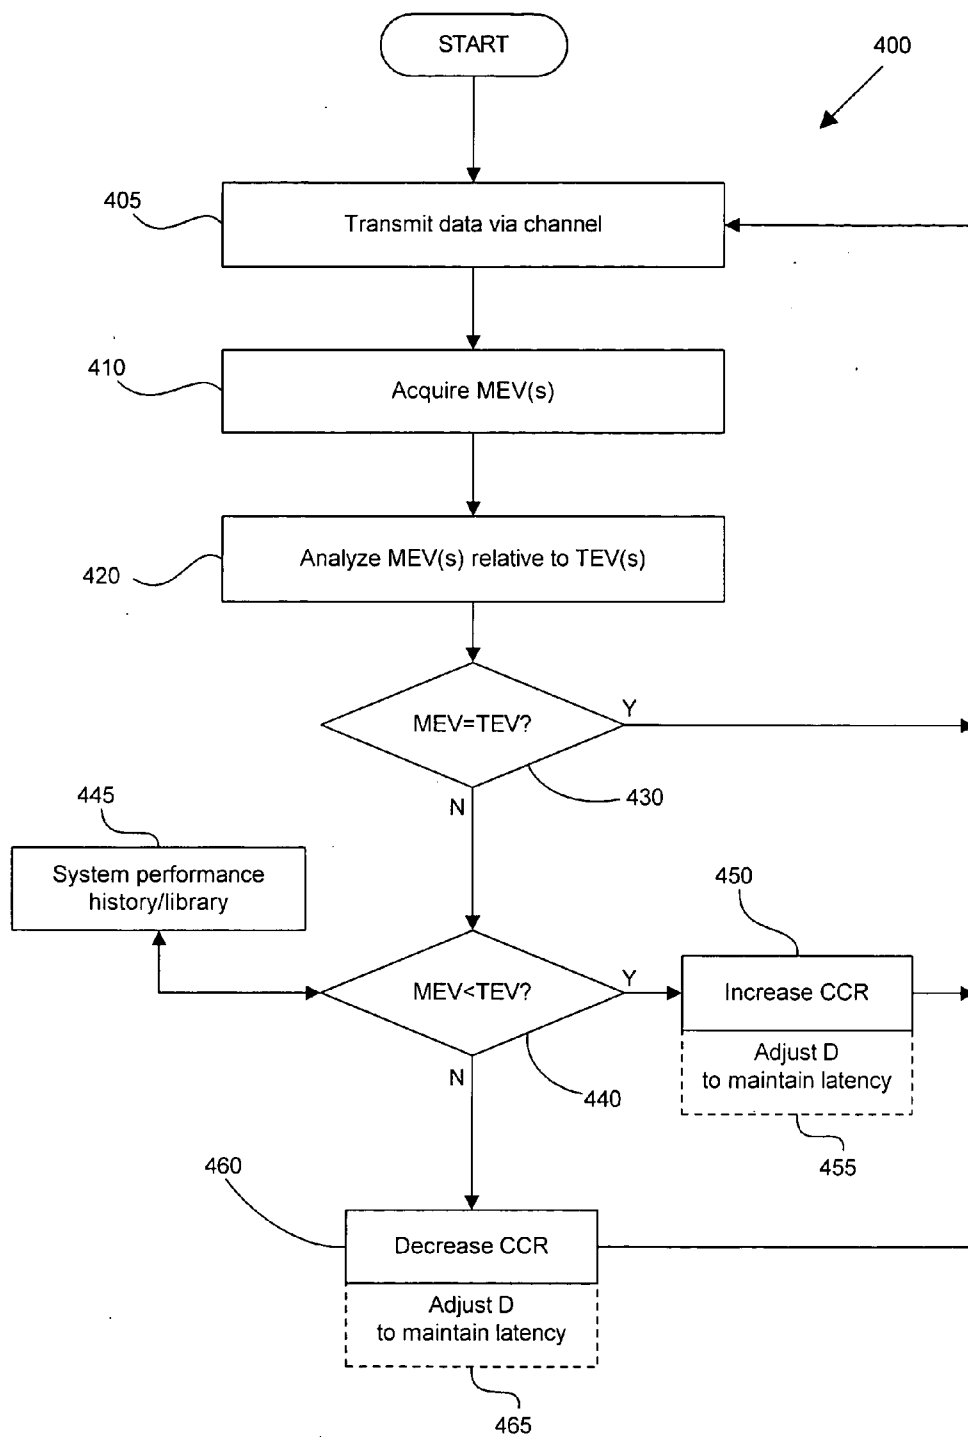 START
400
405
Transmit data via channel
410
Acquire MEV(s)
420
Analyze MEV(s) relative to TEV(s)
MEV=TEV?
Y
430
N
445
System performance
history/library
450
MEV<TEV?
Y
Increase CCR
Adjust D
to maintain latency
N
440
455
460
Decrease CCR
Adjust D
to maintain latency
465